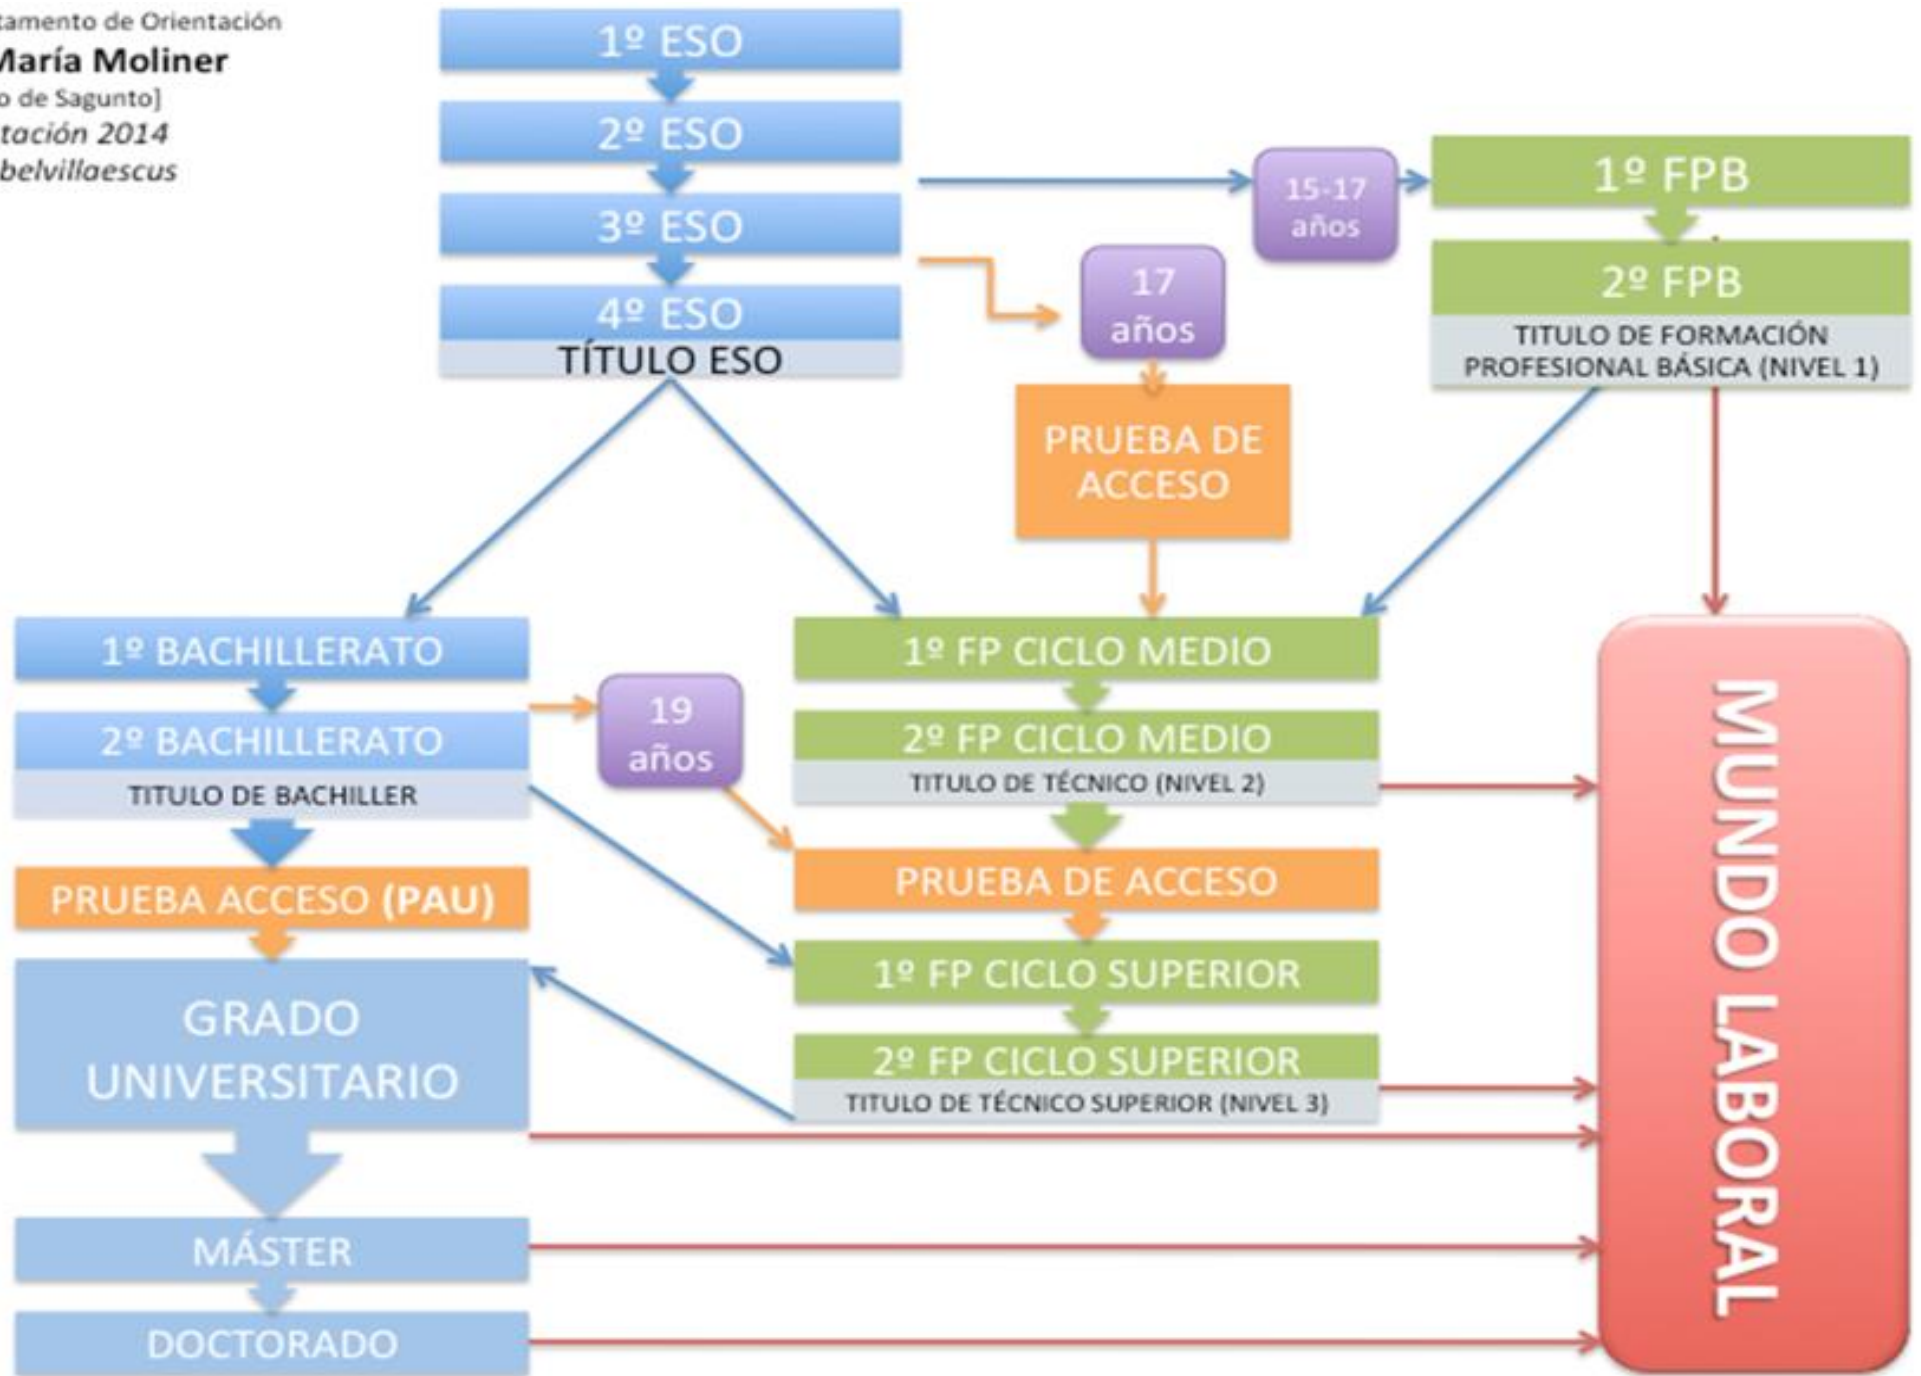 tamento de Orientación
María Moliner
o de Sagunto]
tación 2014
belvillaescus
1º ESO
2º ESO
3º ESO
4º ESO
TÍTULO ESO
15-17
años
17
años
PRUEBA DE
ACCESO
1º FPB
2º FPB
TITULO DE FORMACIÓN
PROFESIONAL BÁSICA (NIVEL 1)
1º BACHILLERATO
2º BACHILLERATO
TITULO DE BACHILLER
PRUEBA ACCESO (PAU)
GRADO
UNIVERSITARIO
MÁSTER
DOCTORADO
19
años
1º FP CICLO MEDIO
2º FP CICLO MEDIO
TITULO DE TÉCNICO (NIVEL 2)
PRUEBA DE ACCESO
1º FP CICLO SUPERIOR
2º FP CICLO SUPERIOR
TITULO DE TÉCNICO SUPERIOR (NIVEL 3)
MUNDO LABORAL